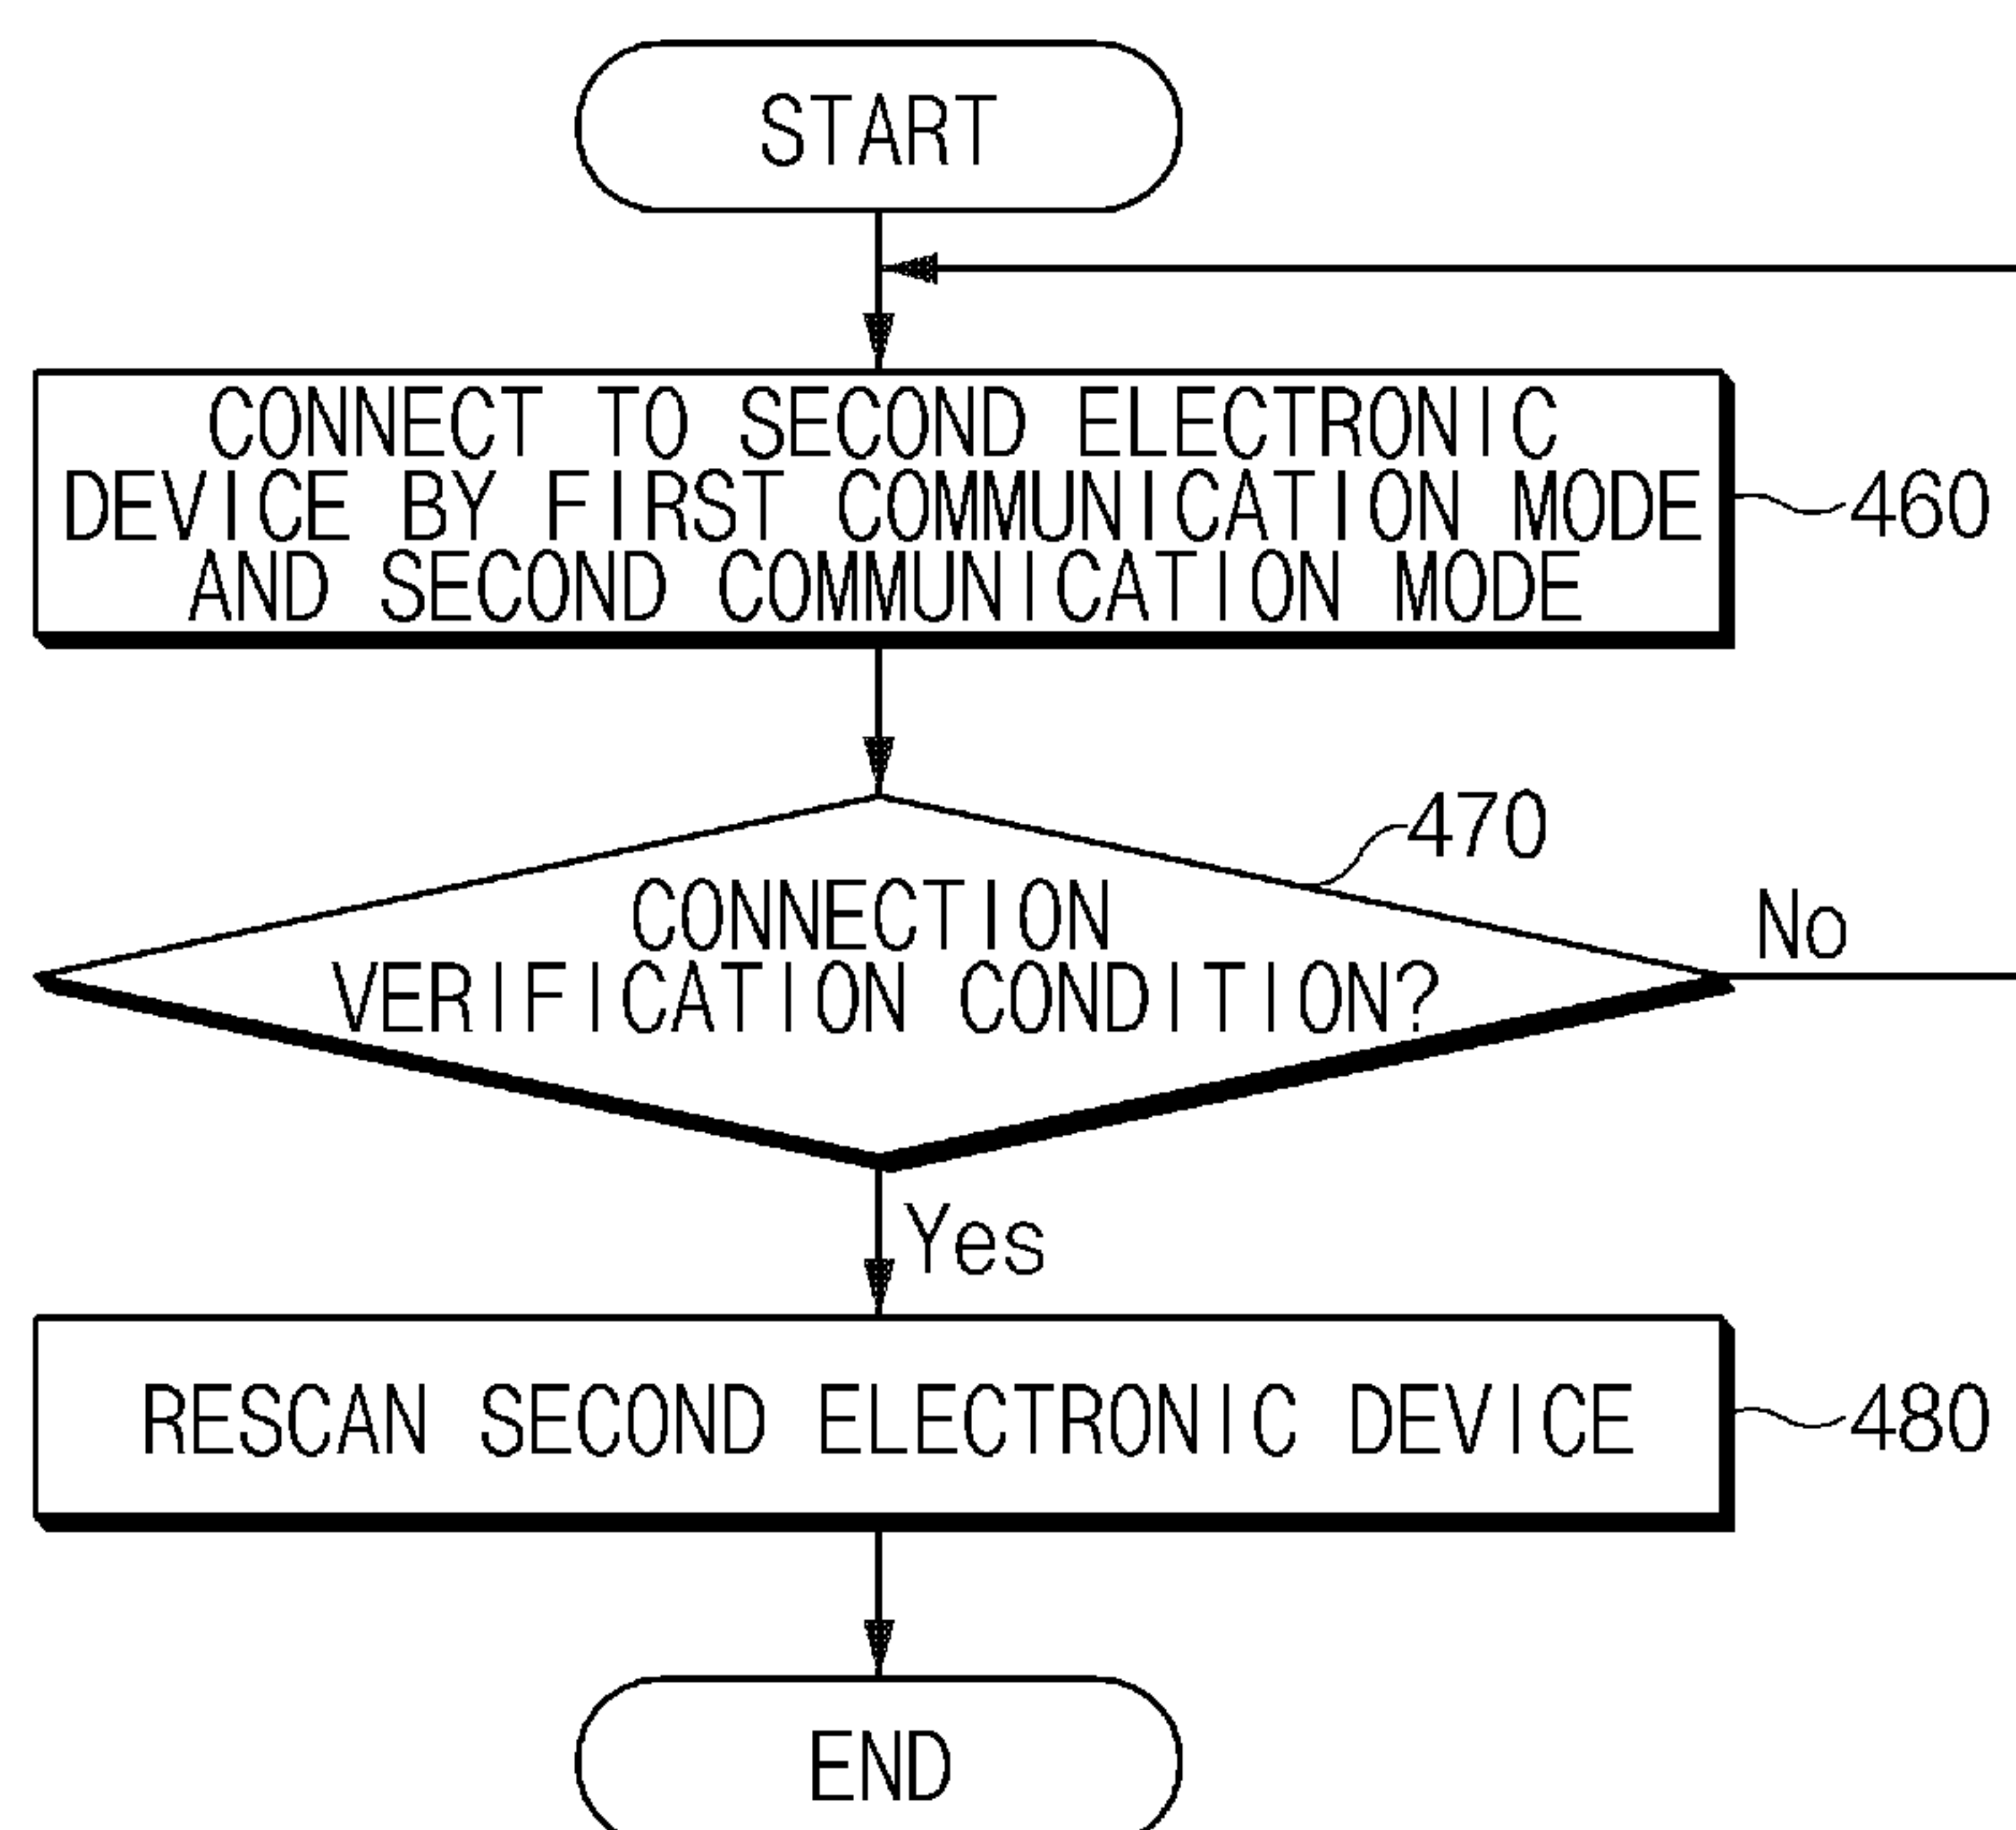 START
CONNECT TO SECOND ELECTRONIC
DEVICE BY FIRST COMMUNICATION MODE
AND SECOND COMMUNICATION MODE
460
470
CONNECTION
VERIFICATION CONDITION?
No
Yes
RESCAN SECOND ELECTRONIC DEVICE
480
END